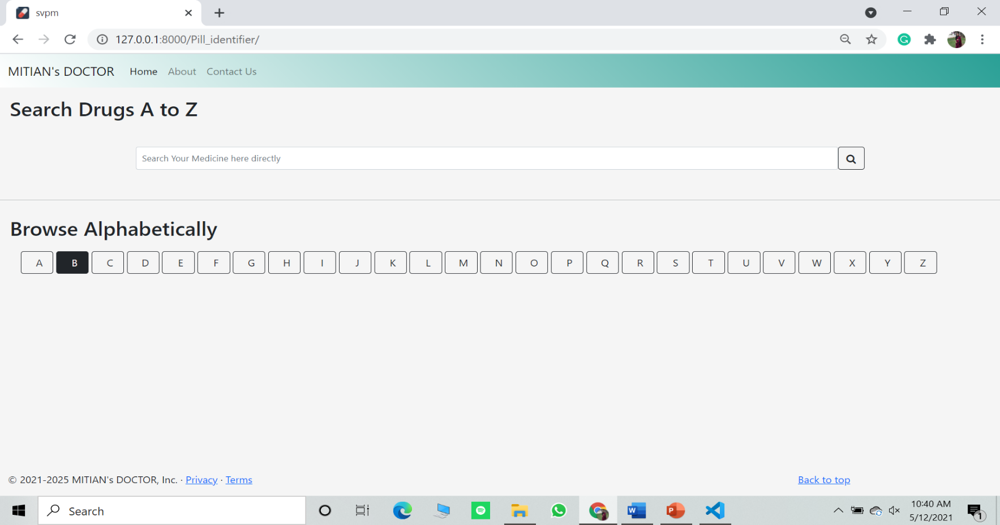 svpm
127.0.0.1:8000/Pill_identifier/
MITIAN's DOCTOR Home About Contact Us
Search Drugs A to Z
Search Your Medicine here directly
Browse Alphabetically
A B C D E F G H I J K L M N O P Q R S T U V W X Y Z
© 2021-2025 MITIAN's DOCTOR, Inc. · Privacy · Terms Back to top
Search
W P
10:40 AM
5/12/2021
1